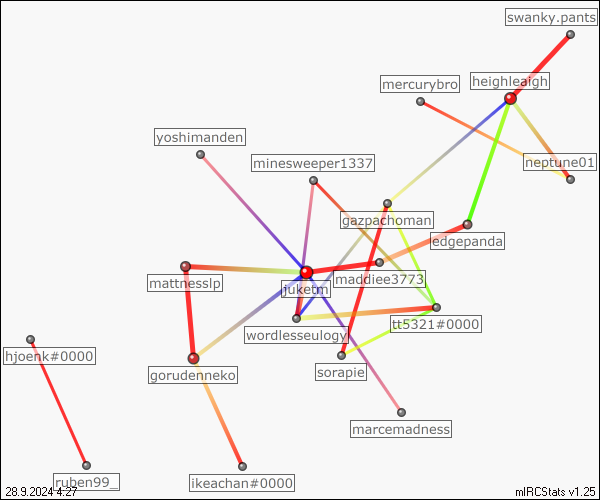 swanky.pants
heighleaigh
mercurybro
yoshimanden
minesweeper1337
neptune01
gazpachoman
edgepanda
mattnesslp
juketm
maddiee3773
wordlesseulogy
tt5321#0000
hjoenk#0000
gorudenneko
sorapie
marcemadness
ruben99_
ikeachan#0000
28.9.2024 4:27
mIRCStats v1.25